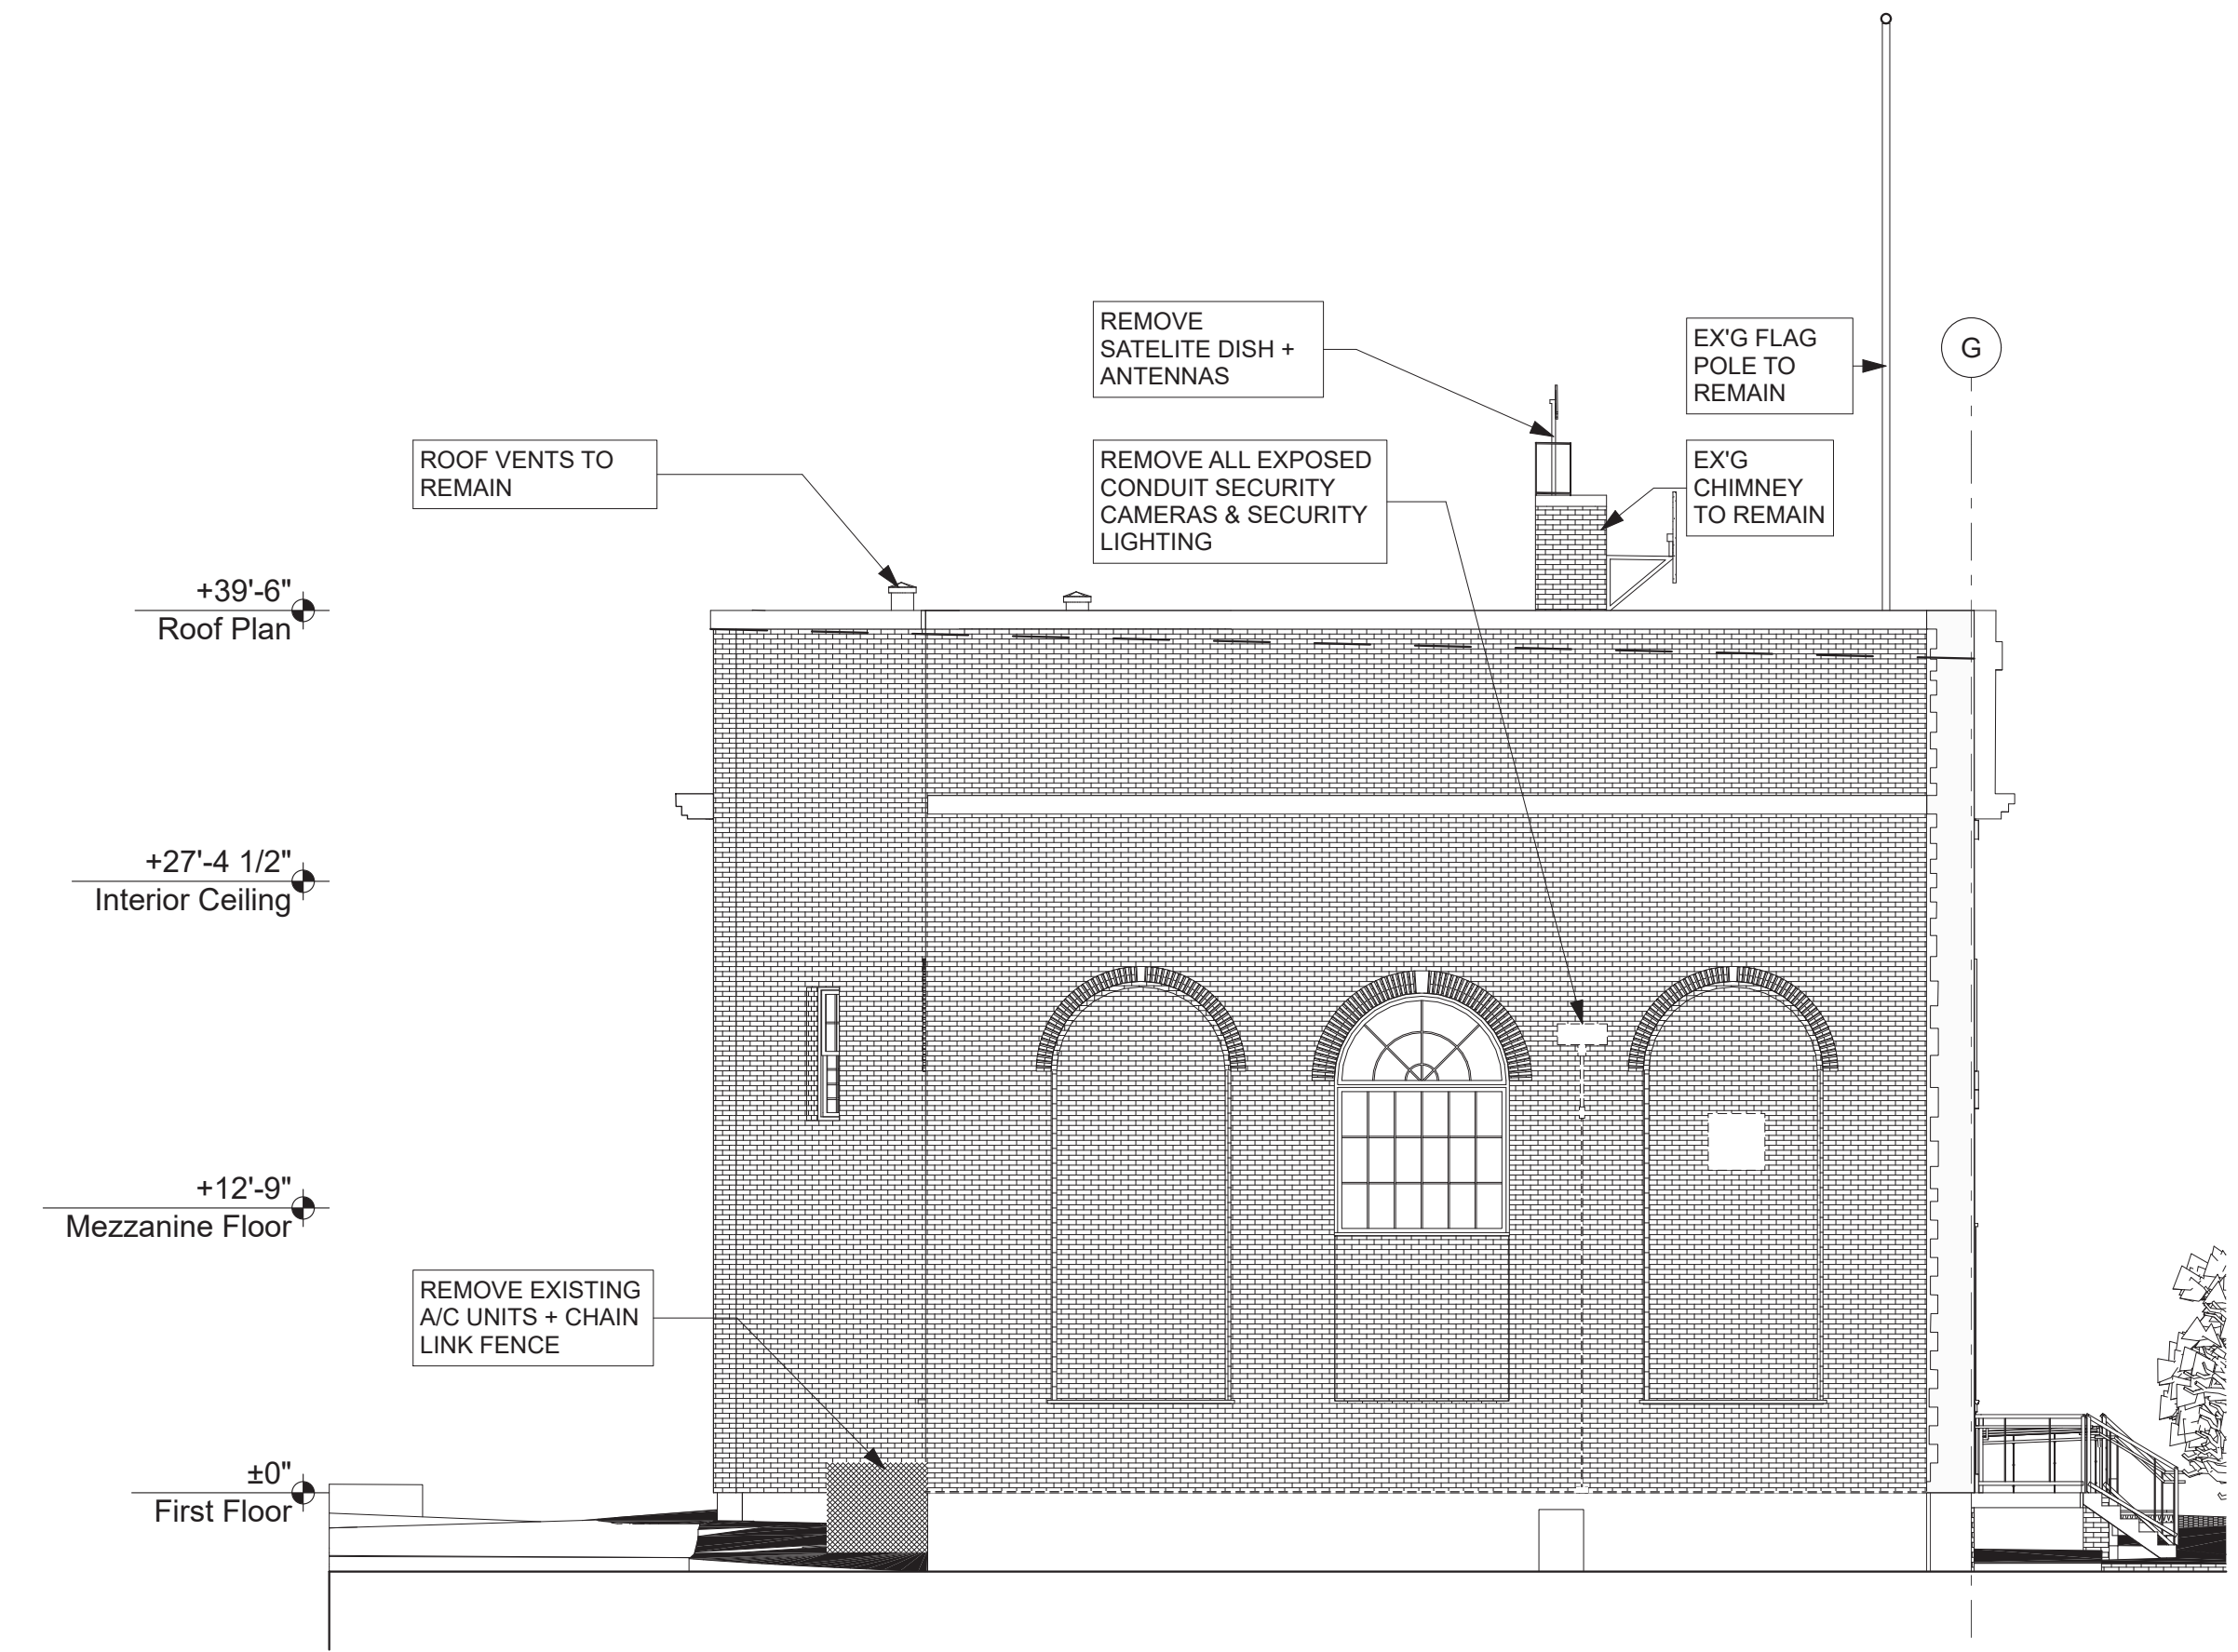 REMOVE
SATELITE DISH +
ANTENNAS
EX'G FLAG
POLE TO
REMAIN
G
ROOF VENTS TO
REMAIN
REMOVE ALL EXPOSED
CONDUIT SECURITY
CAMERAS & SECURITY
LIGHTING
EX'G
CHIMNEY
TO REMAIN
+39'-6"
Roof Plan
+27'-4 1/2"
Interior Ceiling
+12'-9"
Mezzanine Floor
REMOVE EXISTING
A/C UNITS + CHAIN
LINK FENCE
±0"
First Floor